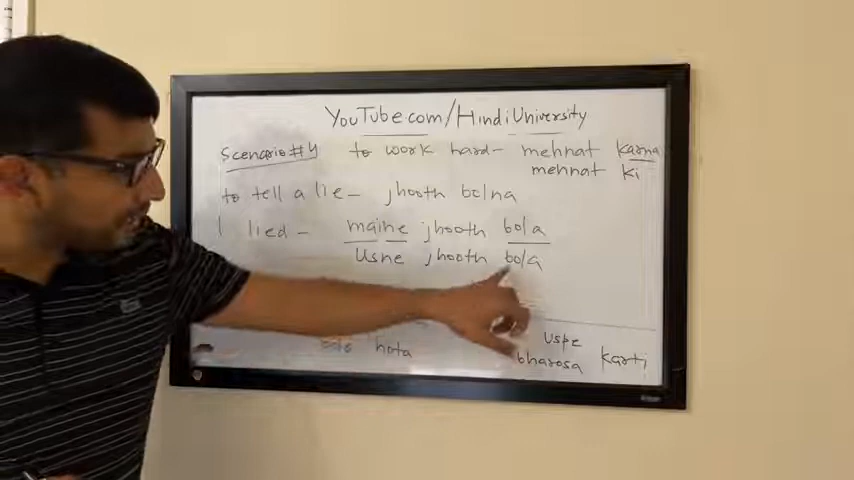 YouTube.com/HindiUniversity
Scenario#4 to work hard- mehnat karna
mehnat ki
to tell a lie- jhooth bolna
I lied - maine jhooth bola
Usne jhooth bola
hota
Uspe
bharosa karti